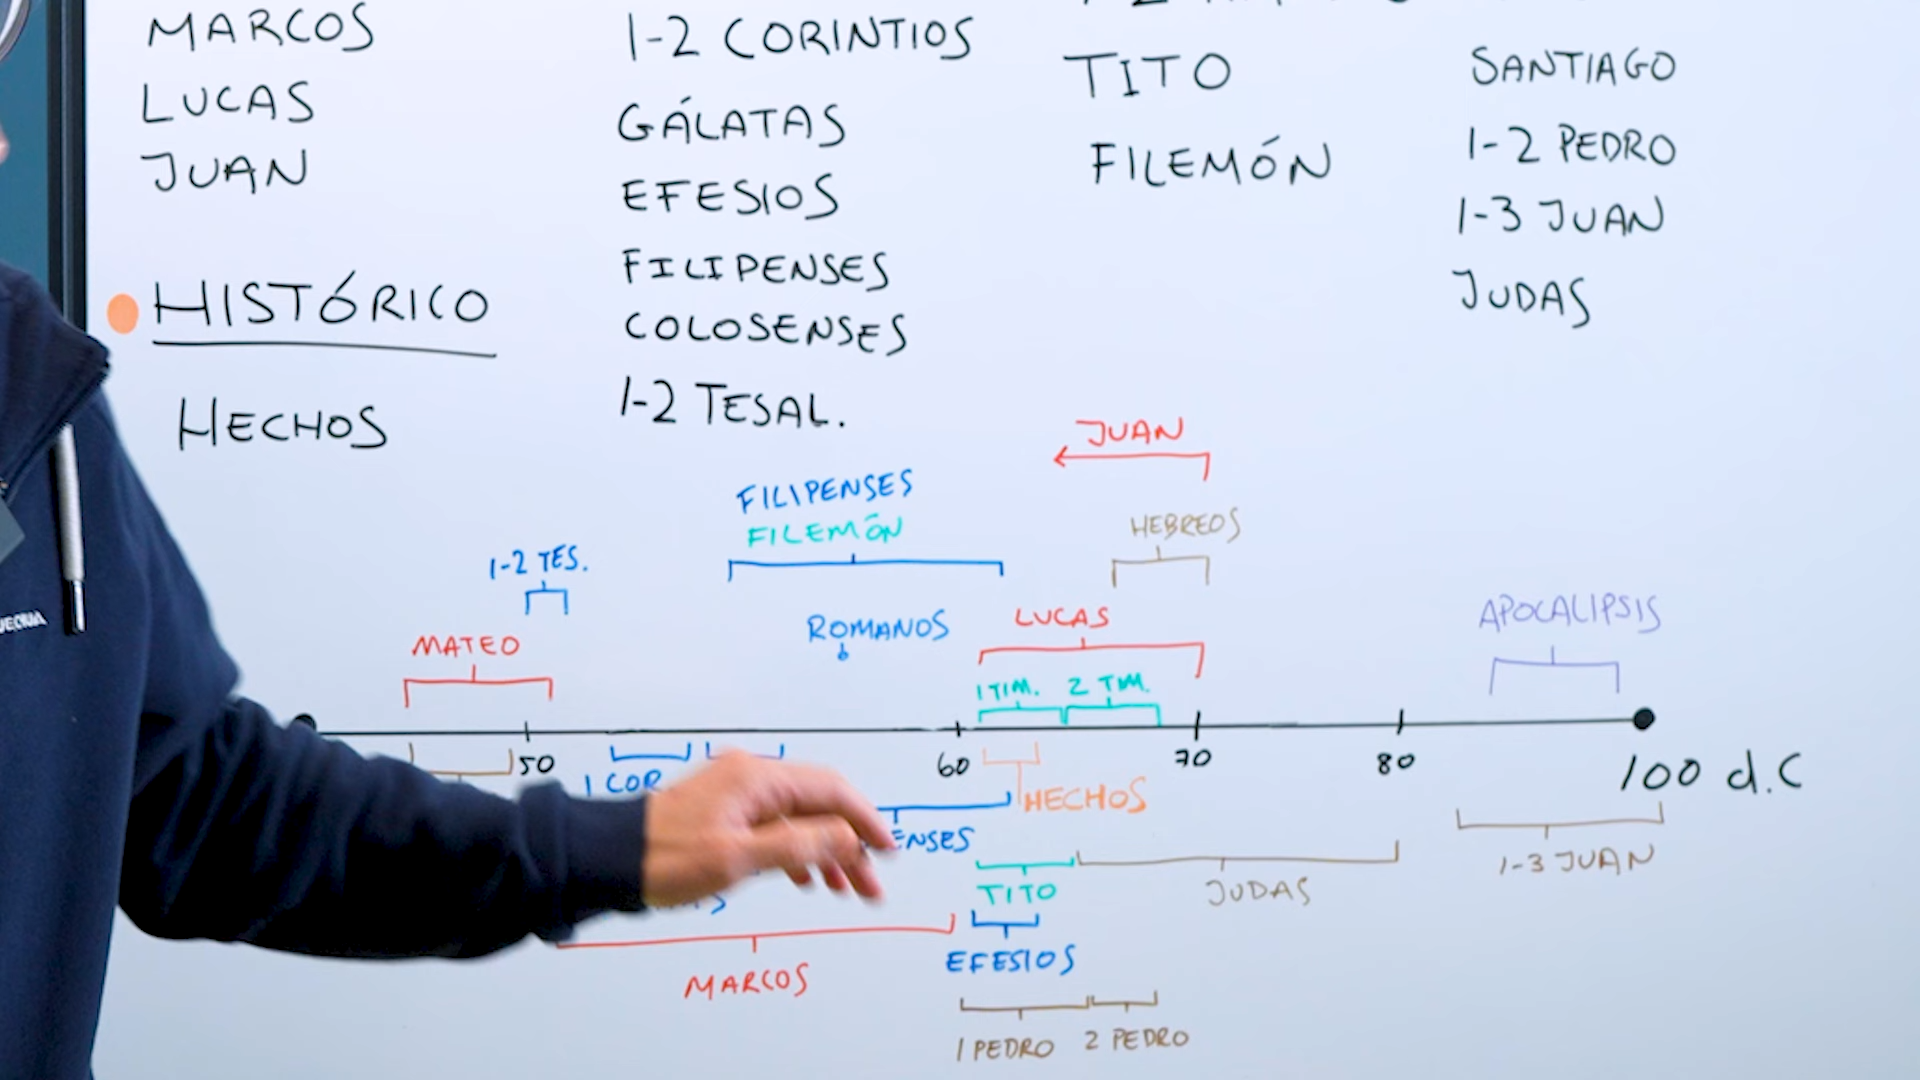 MARCOS
LUCAS
JUAN
HISTÓRICO
HECHOS
1-2 CORINTIOS
GÁLATAS
EFESIOS
FILIPENSES
COLOSENSES
1-2 TESAL.
TITO
FILEMÓN
SANTIAGO
1-2 PEDRO
1-3 JUAN
JUDAS
JUAN
FILIPENSES
FILEMÓN
HEBREOS
1-2 TES.
ROMANOS
LUCAS
APOCALIPSIS
MATEO
1 TIM. 2 TIM.
50 60 70 80 100 d.C
1 COR
HECHOS
ENSES
TITO
JUDAS
1-3 JUAN
EFESIOS
MARCOS
1 PEDRO 2 PEDRO